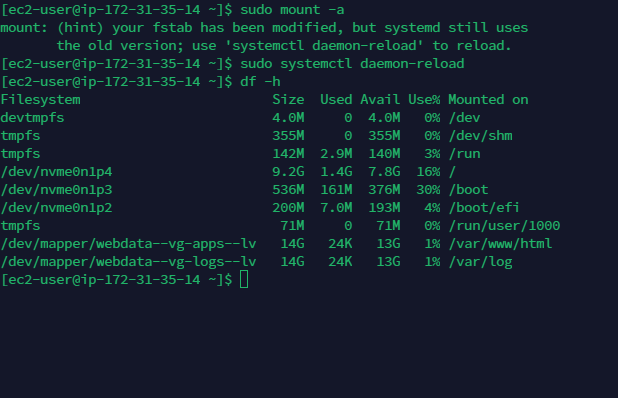 [ec2-user@ip-172-31-35-14 ~]$ sudo mount -a
mount: (hint) your fstab has been modified, but systemd still uses
       the old version; use 'systemctl daemon-reload' to reload.
[ec2-user@ip-172-31-35-14 ~]$ sudo systemctl daemon-reload
[ec2-user@ip-172-31-35-14 ~]$ df -h
Filesystem                       Size  Used Avail Use% Mounted on
devtmpfs                         4.0M     0  4.0M   0% /dev
tmpfs                            355M     0  355M   0% /dev/shm
tmpfs                            142M  2.9M  140M   3% /run
/dev/nvme0n1p4                   9.2G  1.4G  7.8G  16% /
/dev/nvme0n1p3                   536M  161M  376M  30% /boot
/dev/nvme0n1p2                   200M  7.0M  193M   4% /boot/efi
tmpfs                             71M     0   71M   0% /run/user/1000
/dev/mapper/webdata--vg-apps--lv   14G   24K   13G   1% /var/www/html
/dev/mapper/webdata--vg-logs--lv   14G   24K   13G   1% /var/log
[ec2-user@ip-172-31-35-14 ~]$